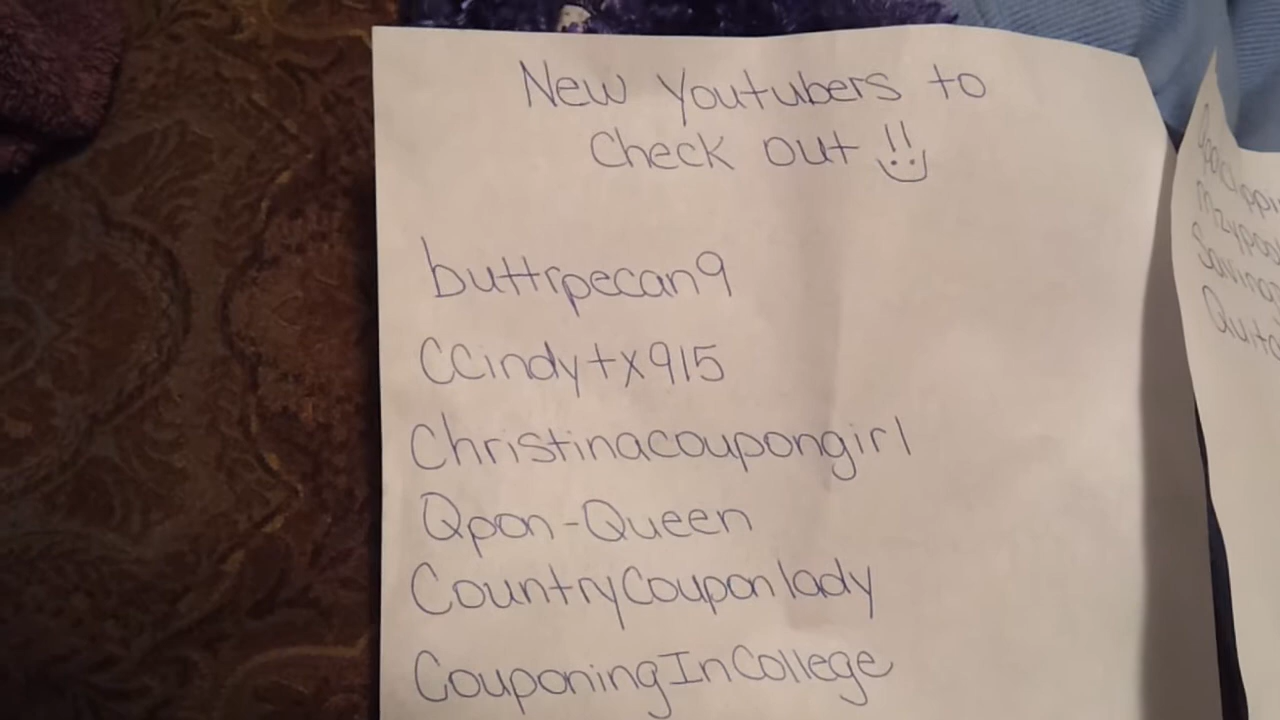 New Youtubers to
Check out
buttrpecan9
CCindytx915
Christinacoupongirl
Qpon-Queen
CountryCouponlady
CouponingInCollege